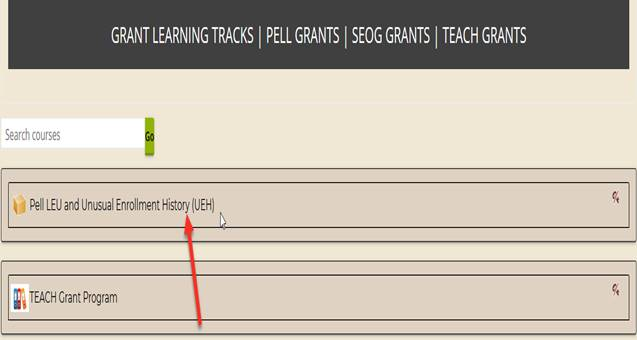 GRANT LEARNING TRACKS | PELL GRANTS | SEOG GRANTS | TEACH GRANTS
Search courses Go
Pell LEU and Unusual Enrollment History (UEH)
TEACH Grant Program